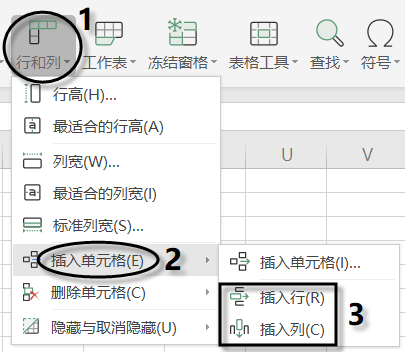 1
行和列 工作表 冻结窗格 表格工具 查找 符号
行高(H)...
最适合的行高(A)
列宽(W)...
最适合的列宽(I)
标准列宽(S)...
插入单元格(E) 2
删除单元格(C)
隐藏与取消隐藏(U)
U V
插入单元格(I)...
插入行(R)
插入列(C)
3